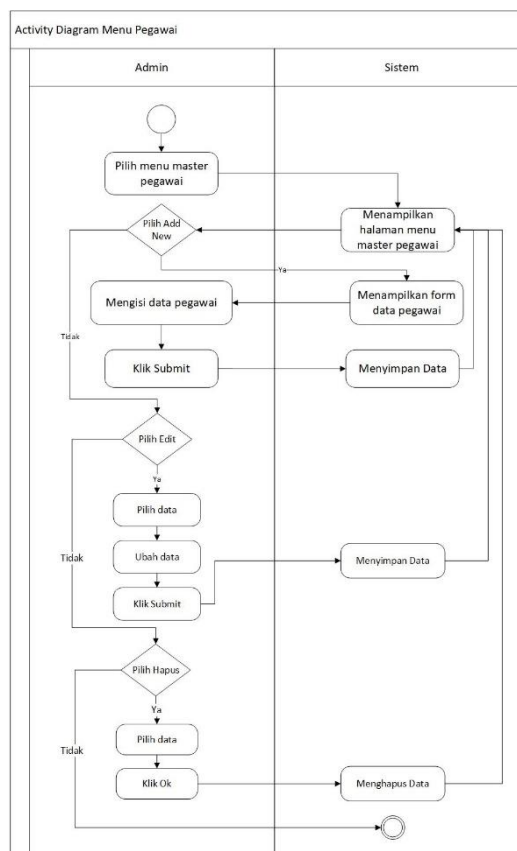 Activity Diagram Menu Pegawai
Admin
Sistem
Pilih menu master
pegawai
Menampilkan
halaman menu
master pegawai
Pilih Add
New
Ya
Mengisi data pegawai
Menampilkan form
data pegawai
Tidak
Klik Submit
Menyimpan Data
Pilih Edit
Ya
Pilih data
Tidak
Ubah data
Menyimpan Data
Klik Submit
Pilih Hapus
Ya
Pilih data
Tidak
Klik Ok
Menghapus Data